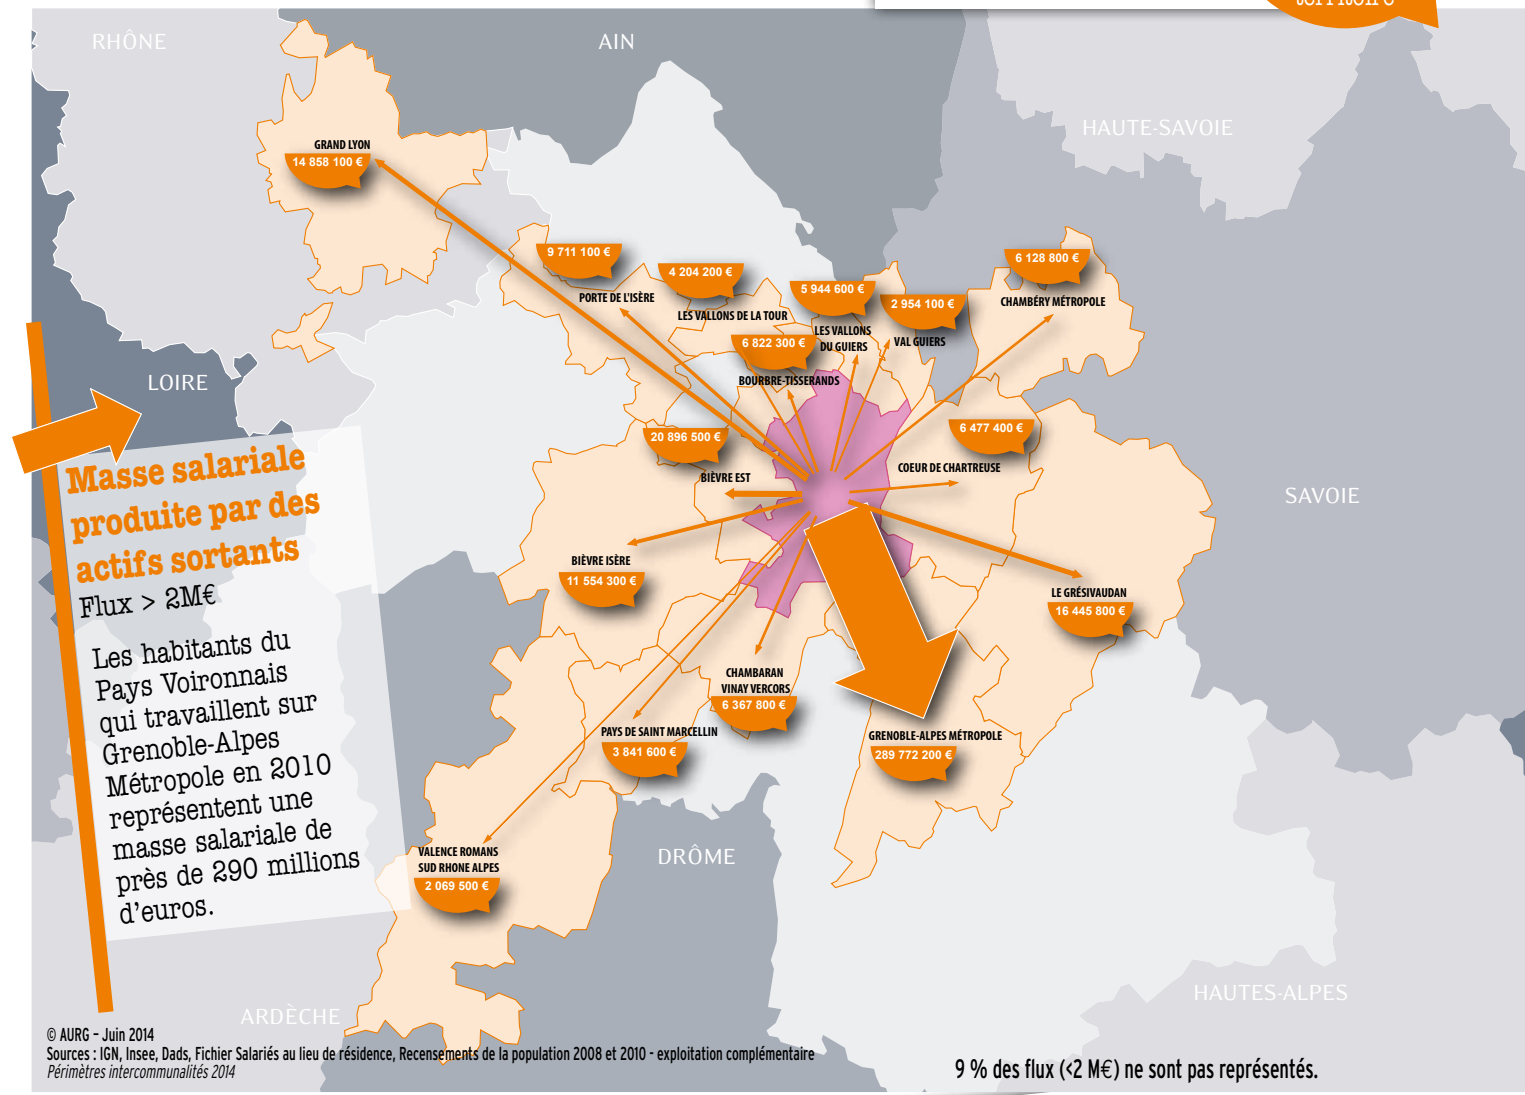 RHÔNE
AIN
HAUTE-SAVOIE
GRAND LYON
14 858 100 €
9 711 100 €
PORTE DE L'ISÈRE
4 204 200 €
LES VALLONS DE LA TOUR
5 944 600 €
LES VALLONS
DU GUIERS
2 954 100 €
VAL GUIERS
6 128 800 €
CHAMBÉRY MÉTROPOLE
6 822 300 €
BOURBRE-TISSERANDS
LOIRE
20 896 500 €
BIÈVRE EST
6 477 400 €
COEUR DE CHARTREUSE
SAVOIE
Masse salariale
produite par des
actifs sortants
Flux > 2M€
Les habitants du
Pays Voironnais
qui travaillent sur
Grenoble-Alpes
Métropole en 2010
représentent une
masse salariale de
près de 290 millions
d'euros.
BIÈVRE ISÈRE
11 554 300 €
LE GRÉSIVAUDAN
16 445 800 €
CHAMBARAN
VINAY VERCORS
6 367 800 €
PAYS DE SAINT MARCELLIN
3 841 600 €
GRENOBLE-ALPES MÉTROPOLE
289 772 200 €
VALENCE ROMANS
SUD RHONE ALPES
2 069 500 €
DRÔME
HAUTES-ALPES
ARDÈCHE
© AURG – Juin 2014
Sources : IGN, Insee, Dads, Fichier Salariés au lieu de résidence, Recensements de la population 2008 et 2010 - exploitation complémentaire
Périmètres intercommunalités 2014
9 % des flux (<2 M€) ne sont pas représentés.